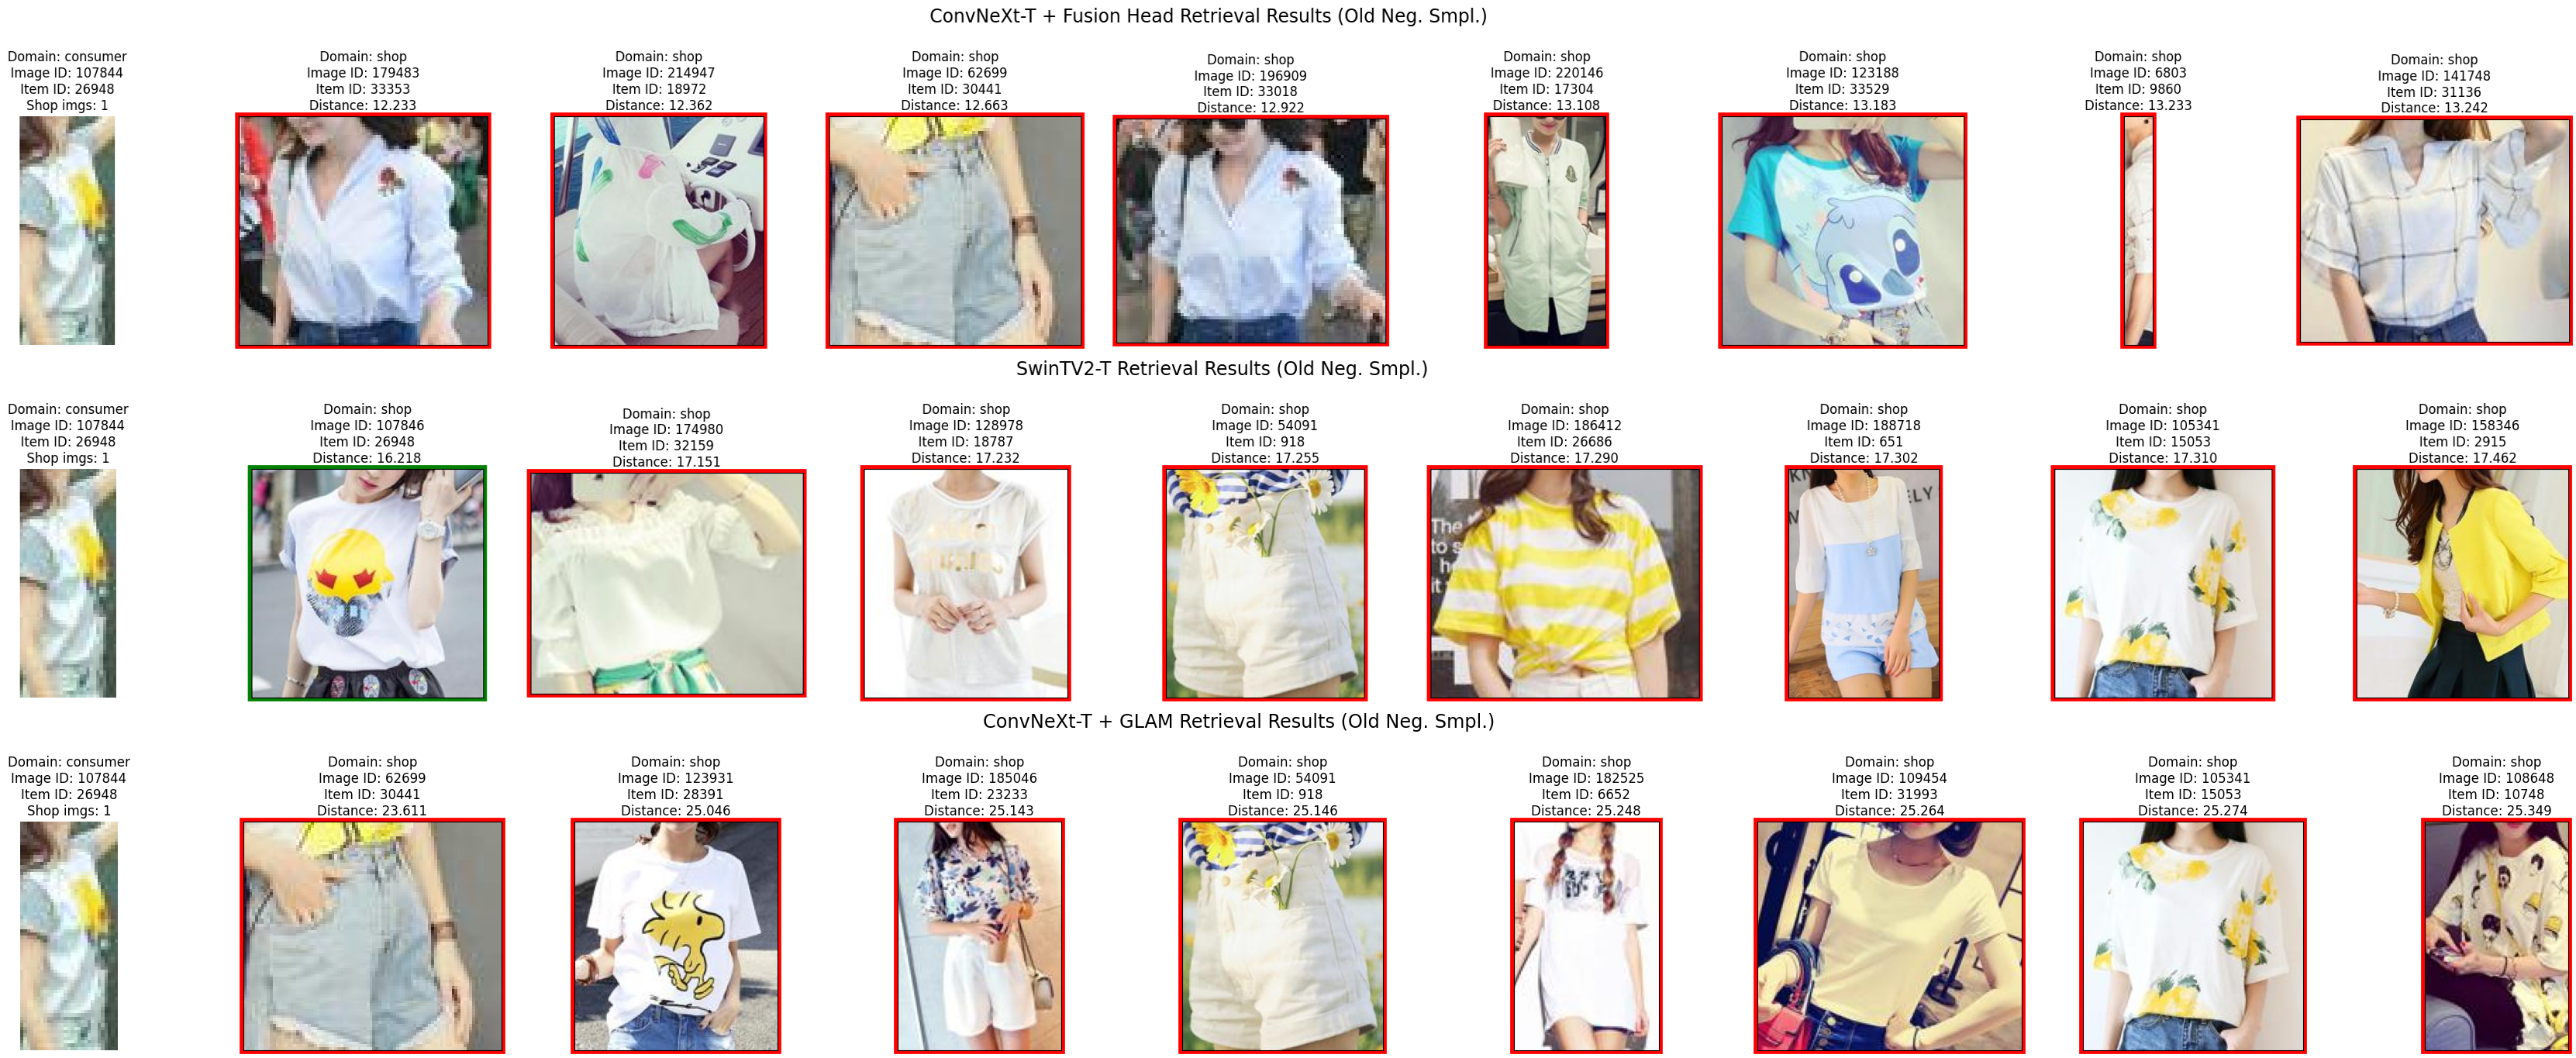 ConvNeXt-T + Fusion Head Retrieval Results (Old Neg. Smpl.)
Domain: consumer
Image ID: 107844
Item ID: 26948
Shop imgs: 1
Domain: shop
Image ID: 179483
Item ID: 33353
Distance: 12.233
Domain: shop
Image ID: 214947
Item ID: 18972
Distance: 12.362
Domain: shop
Image ID: 62699
Item ID: 30441
Distance: 12.663
Domain: shop
Image ID: 196909
Item ID: 33018
Distance: 12.922
Domain: shop
Image ID: 220146
Item ID: 17304
Distance: 13.108
Domain: shop
Image ID: 123188
Item ID: 33529
Distance: 13.183
Domain: shop
Image ID: 6803
Item ID: 9860
Distance: 13.233
Domain: shop
Image ID: 141748
Item ID: 31136
Distance: 13.242
SwinTV2-T Retrieval Results (Old Neg. Smpl.)
Domain: consumer
Image ID: 107844
Item ID: 26948
Shop imgs: 1
Domain: shop
Image ID: 107846
Item ID: 26948
Distance: 16.218
Domain: shop
Image ID: 174980
Item ID: 32159
Distance: 17.151
Domain: shop
Image ID: 128978
Item ID: 18787
Distance: 17.232
Domain: shop
Image ID: 54091
Item ID: 918
Distance: 17.255
Domain: shop
Image ID: 186412
Item ID: 26686
Distance: 17.290
The
to s
h
it
Domain: shop
Image ID: 188718
Item ID: 651
Distance: 17.302
KN
ELY
Domain: shop
Image ID: 105341
Item ID: 15053
Distance: 17.310
Domain: shop
Image ID: 158346
Item ID: 2915
Distance: 17.462
ConvNeXt-T + GLAM Retrieval Results (Old Neg. Smpl.)
Domain: consumer
Image ID: 107844
Item ID: 26948
Shop imgs: 1
Domain: shop
Image ID: 62699
Item ID: 30441
Distance: 23.611
Domain: shop
Image ID: 123931
Item ID: 28391
Distance: 25.046
Domain: shop
Image ID: 185046
Item ID: 23233
Distance: 25.143
Domain: shop
Image ID: 54091
Item ID: 918
Distance: 25.146
Domain: shop
Image ID: 182525
Item ID: 6652
Distance: 25.248
Domain: shop
Image ID: 109454
Item ID: 31993
Distance: 25.264
Domain: shop
Image ID: 105341
Item ID: 15053
Distance: 25.274
Domain: shop
Image ID: 108648
Item ID: 10748
Distance: 25.349